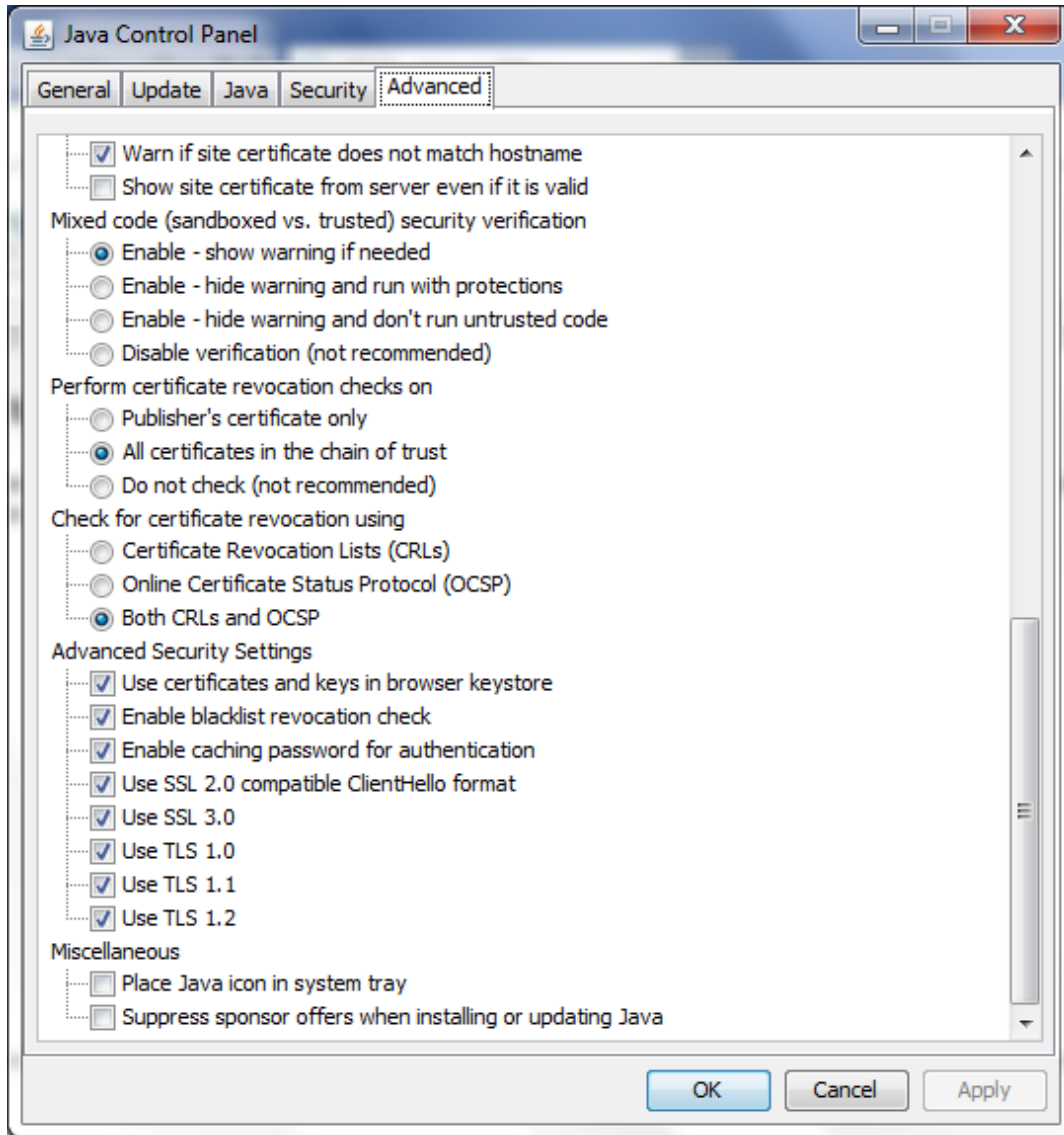 Java Control Panel
General Update Java Security Advanced
Warn if site certificate does not match hostname
Show site certificate from server even if it is valid
Mixed code (sandboxed vs. trusted) security verification
Enable - show warning if needed
Enable - hide warning and run with protections
Enable - hide warning and don't run untrusted code
Disable verification (not recommended)
Perform certificate revocation checks on
Publisher's certificate only
All certificates in the chain of trust
Do not check (not recommended)
Check for certificate revocation using
Certificate Revocation Lists (CRLs)
Online Certificate Status Protocol (OCSP)
Both CRLs and OCSP
Advanced Security Settings
Use certificates and keys in browser keystore
Enable blacklist revocation check
Enable caching password for authentication
Use SSL 2.0 compatible ClientHello format
Use SSL 3.0
Use TLS 1.0
Use TLS 1.1
Use TLS 1.2
Miscellaneous
Place Java icon in system tray
Suppress sponsor offers when installing or updating Java
OK Cancel Apply